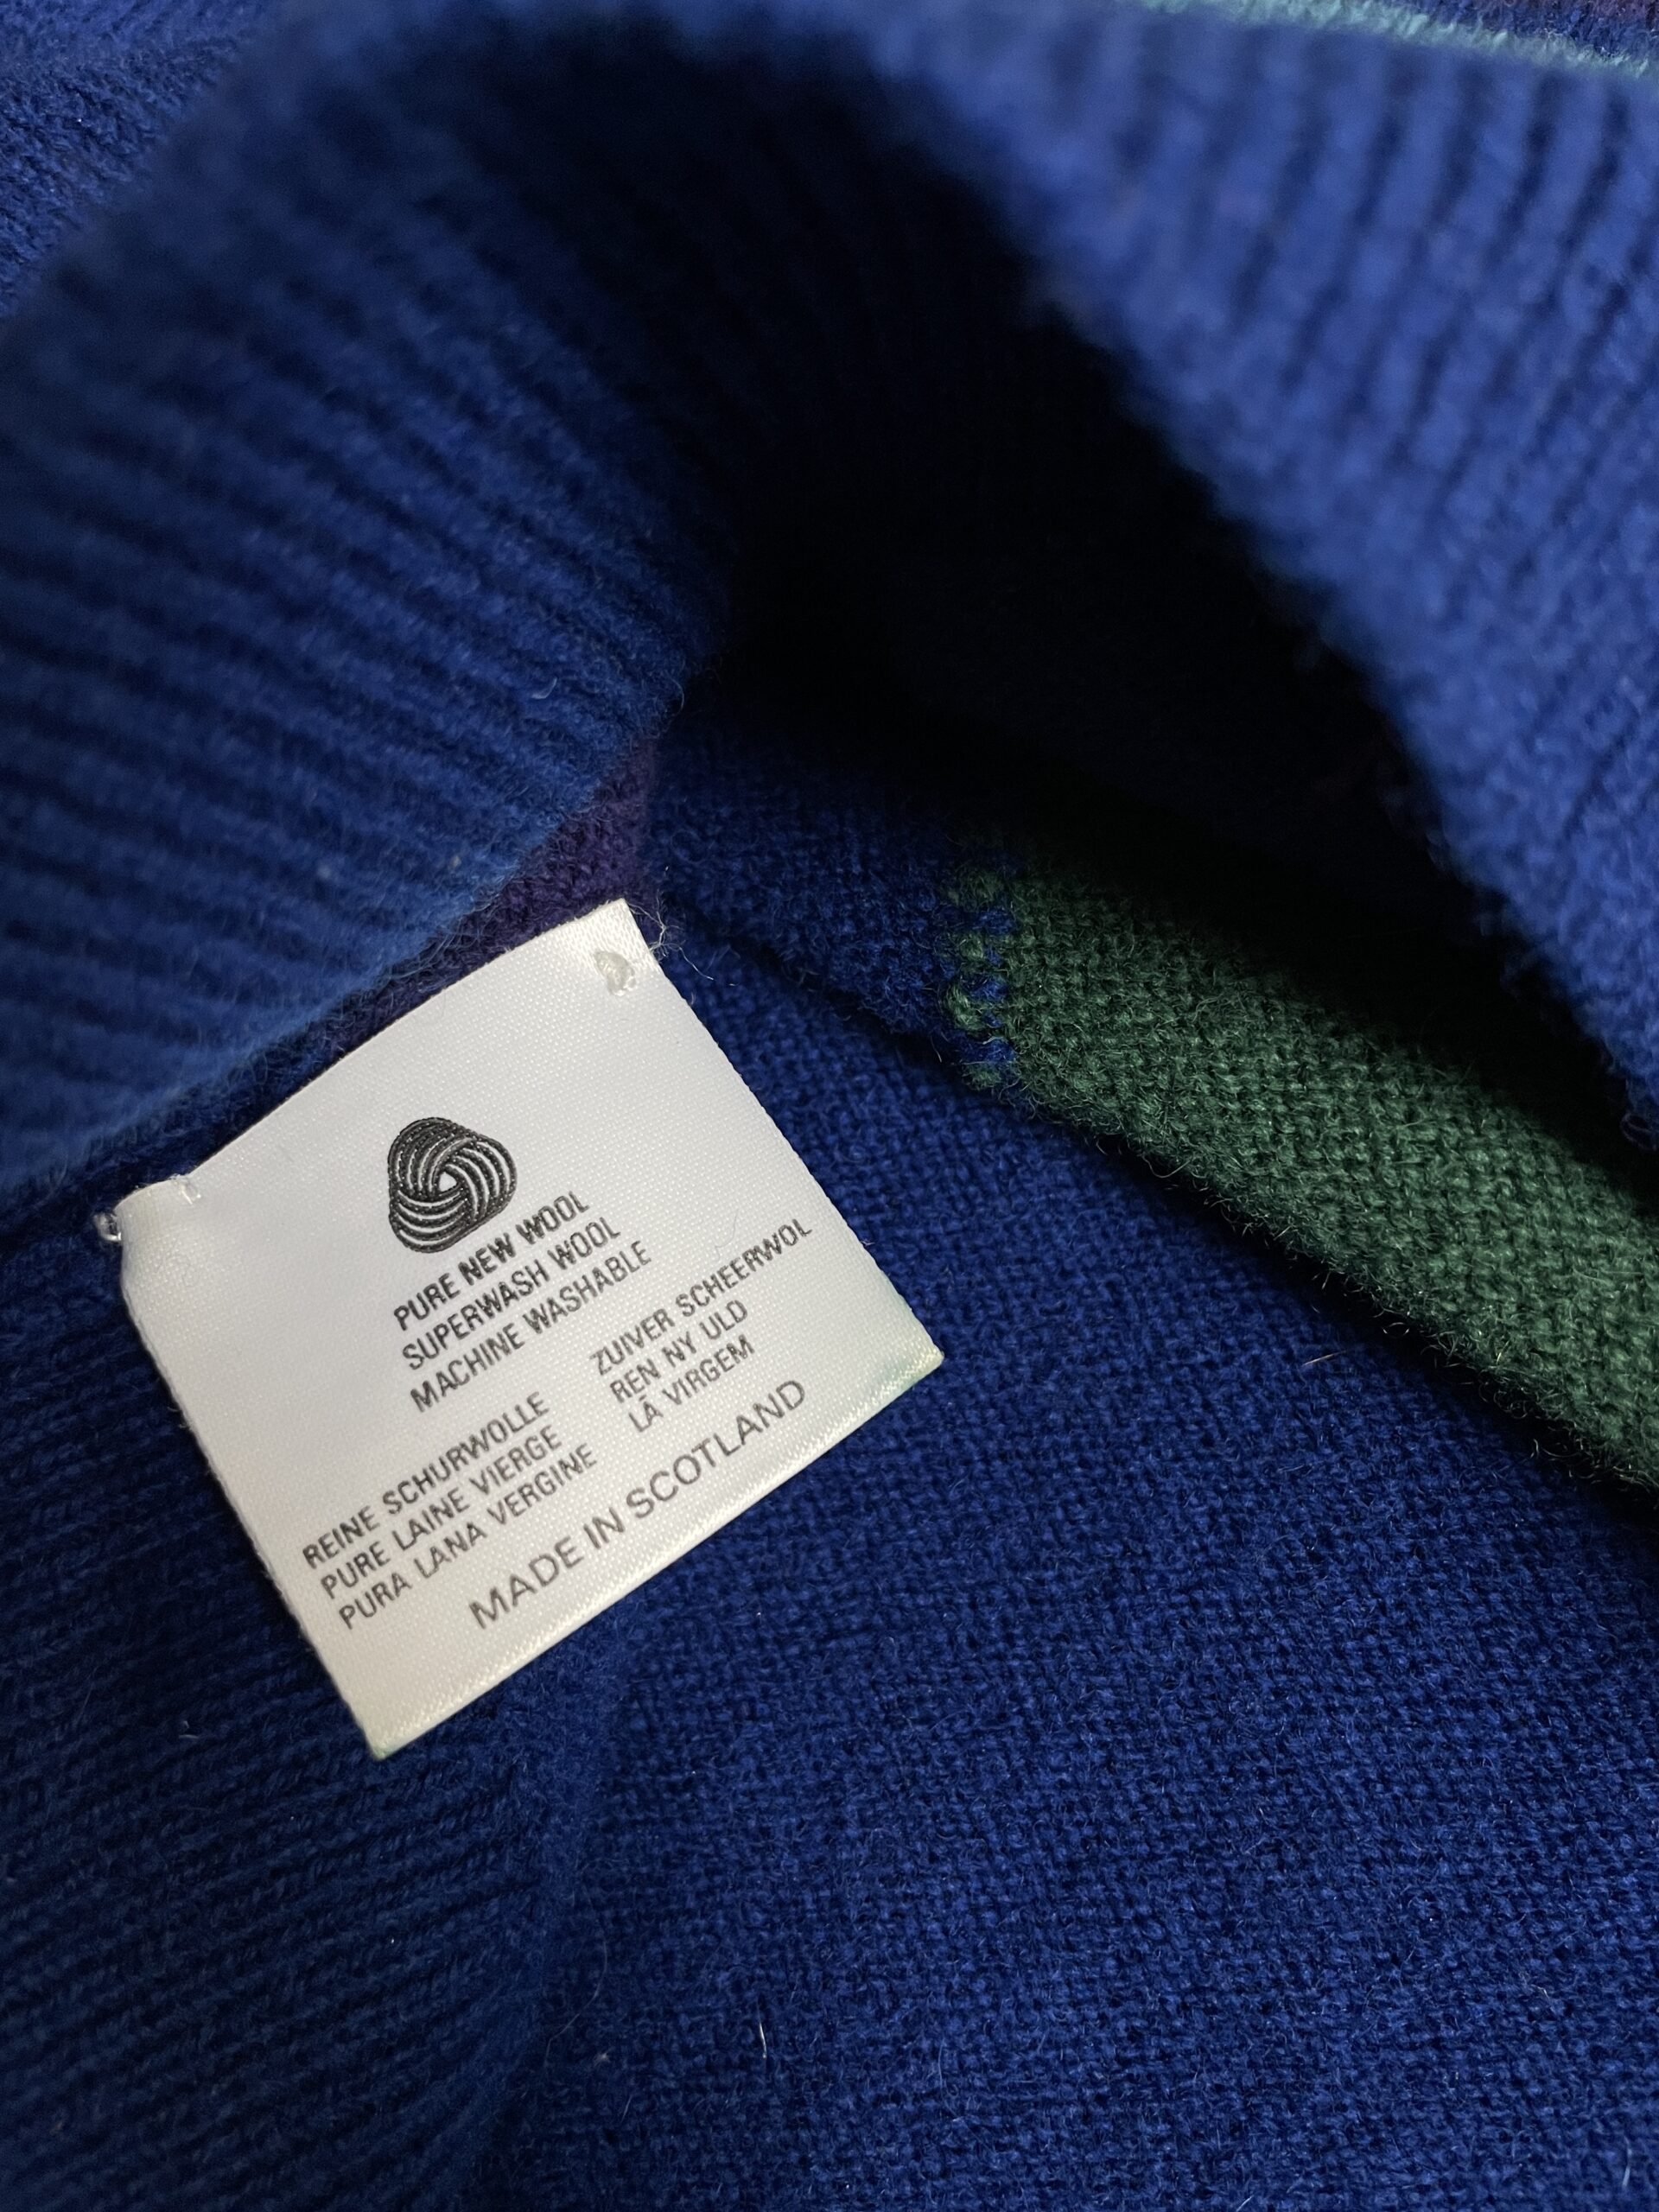 PURE NEW WOOL
SUPERWASH WOOL
MACHINE WASHABLE
REINE SCHURWOLLE
PURE LAINE VIERGE
PURA LANA VERGINE
ZUIVER SCHEERWOL
REN NY ULD
LÃ VIRGEM
MADE IN SCOTLAND